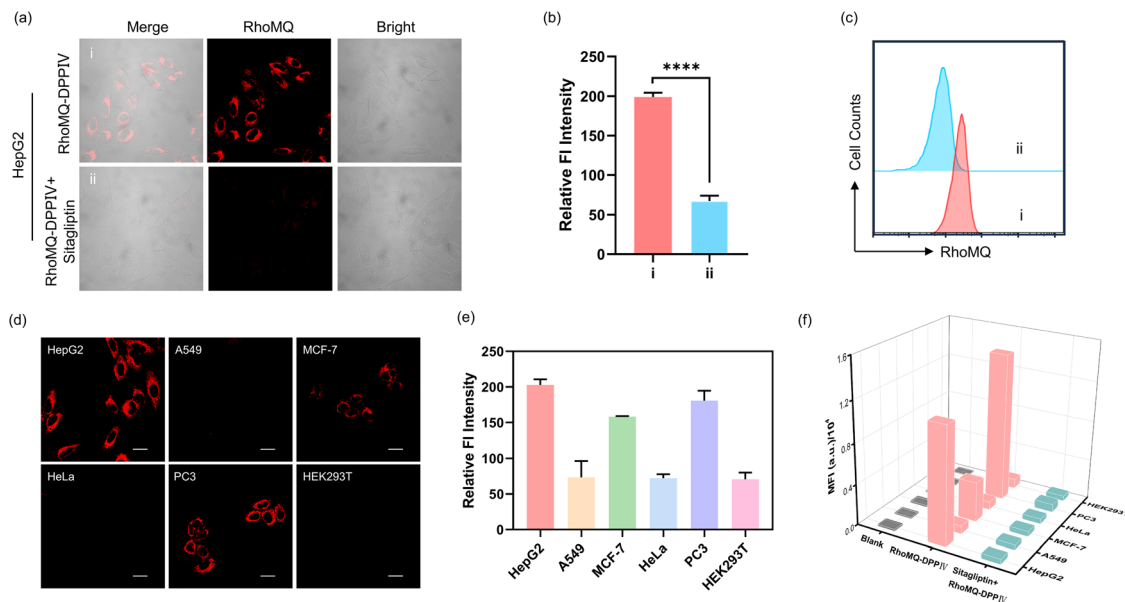 (a)
Merge
RhoMQ
Bright
HepG2
RhoMQ-DPPIV
i
RhoMQ-DPPIV+
Sitagliptin
ii
(b)
Relative FI Intensity
250
200
150
100
50
0
****
i
ii
(c)
Cell Counts
ii
i
RhoMQ
(d)
HepG2
A549
MCF-7
HeLa
PC3
HEK293T
(e)
Relative FI Intensity
250
200
150
100
50
0
HepG2
A549
MCF-7
HeLa
PC3
HEK293T
(f)
1.6
1.2
0.8
0.4
0.0
Blank
RhoMQ-DPPIV
Sitagliptin+
RhoMQ-DPPIV
HEK293T
PC3
HeLa
MCF-7
A549
HepG2